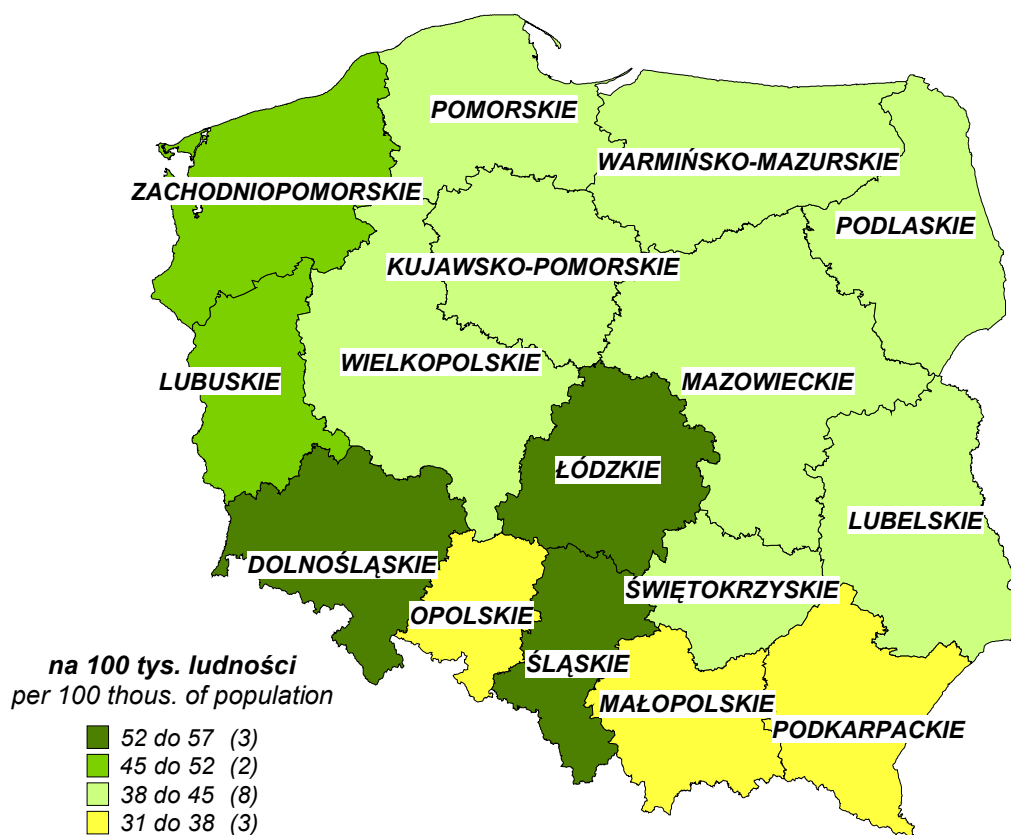 POMORSKIE
WARMIŃSKO-MAZURSKIE
ZACHODNIOPOMORSKIE
PODLASKIE
KUJAWSKO-POMORSKIE
WIELKOPOLSKIE
LUBUSKIE
MAZOWIECKIE
ŁÓDZKIE
LUBELSKIE
DOLNOŚLĄSKIE
ŚWIĘTOKRZYSKIE
OPOLSKIE
ŚLĄSKIE
MAŁOPOLSKIE
PODKARPACKIE
na 100 tys. ludności
per 100 thous. of population
52 do 57 (3)
45 do 52 (2)
38 do 45 (8)
31 do 38 (3)